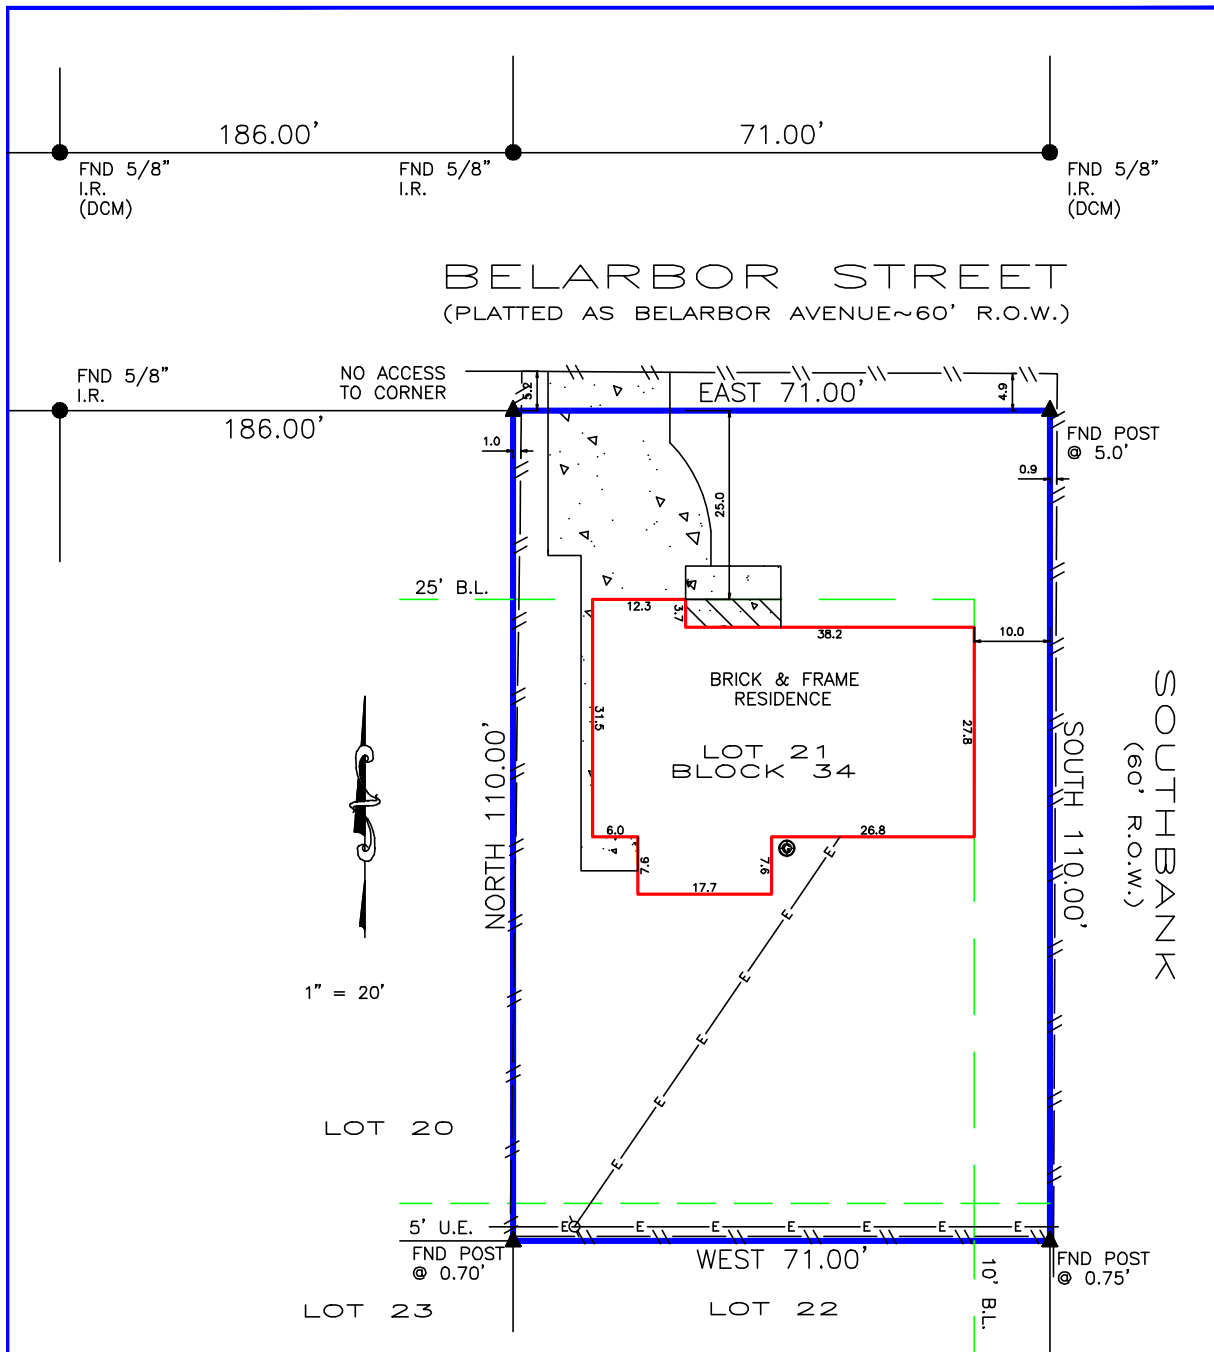 186.00'
71.00'
FND 5/8"
I.R.
(DCM)
FND 5/8"
I.R.
FND 5/8"
I.R.
(DCM)
BELARBOR STREET
(PLATTED AS BELARBOR AVENUE~60' R.O.W.)
FND 5/8"
I.R.
NO ACCESS
TO CORNER
5.2
EAST 71.00'
4.9
186.00'
1.0
FND POST
@ 5.0'
0.9
25.0
25' B.L.
12.3
3.7
38.2
10.0
BRICK & FRAME
RESIDENCE
31.5
27.8
LOT 21
BLOCK 34
NORTH 110.00'
SOUTH 110.00'
SOUTHBANK
(60' R.O.W.)
6.0
26.8
G
7.6
7.6
17.7
E
E
E
E
E
E
1" = 20'
LOT 20
5' U.E.
E
E
E
E
E
E
E
FND POST
@ 0.70'
WEST 71.00'
FND POST
@ 0.75'
10' B.L.
LOT 23
LOT 22